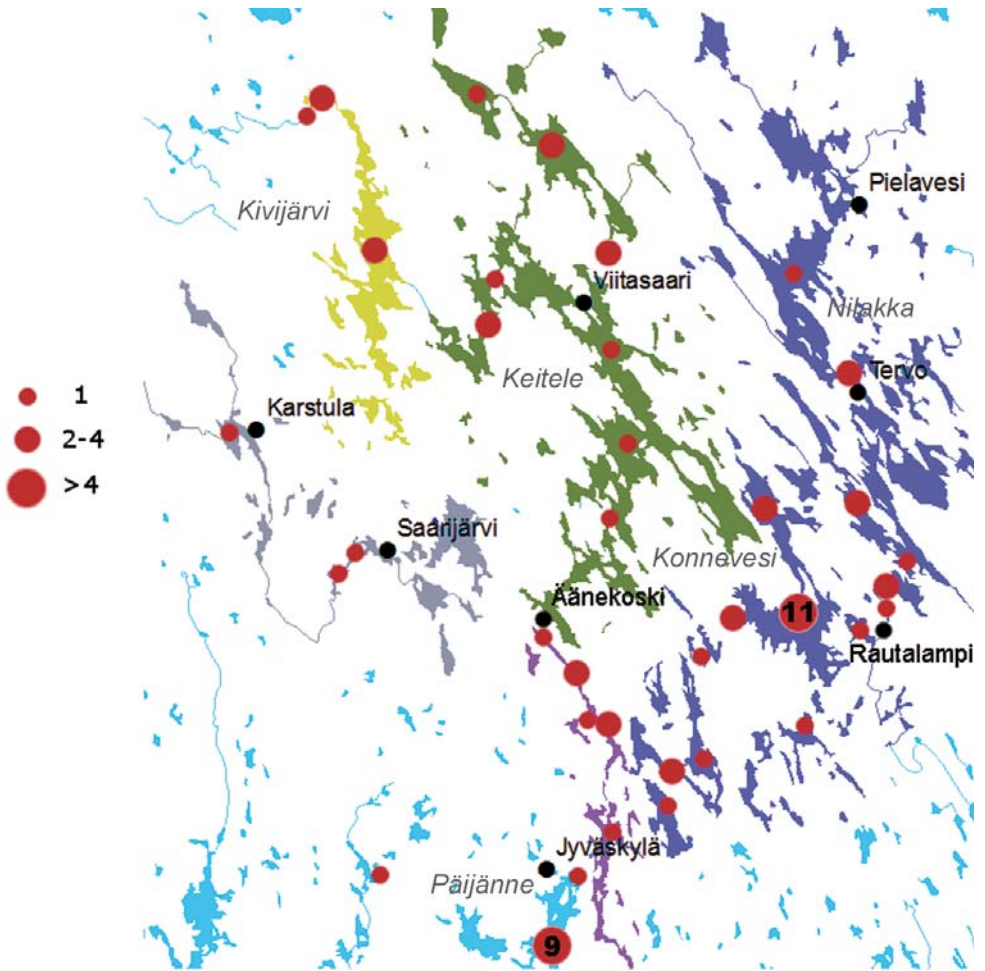 Pielavesi
Kivijärvi
Viitasaari
Nilakka
Keitele
Tervo
1
Karstula
2-4
>4
Saarijärvi
Konnevesi
Äänekoski
11
Rautalampi
Jyväskylä
Päijänne
9